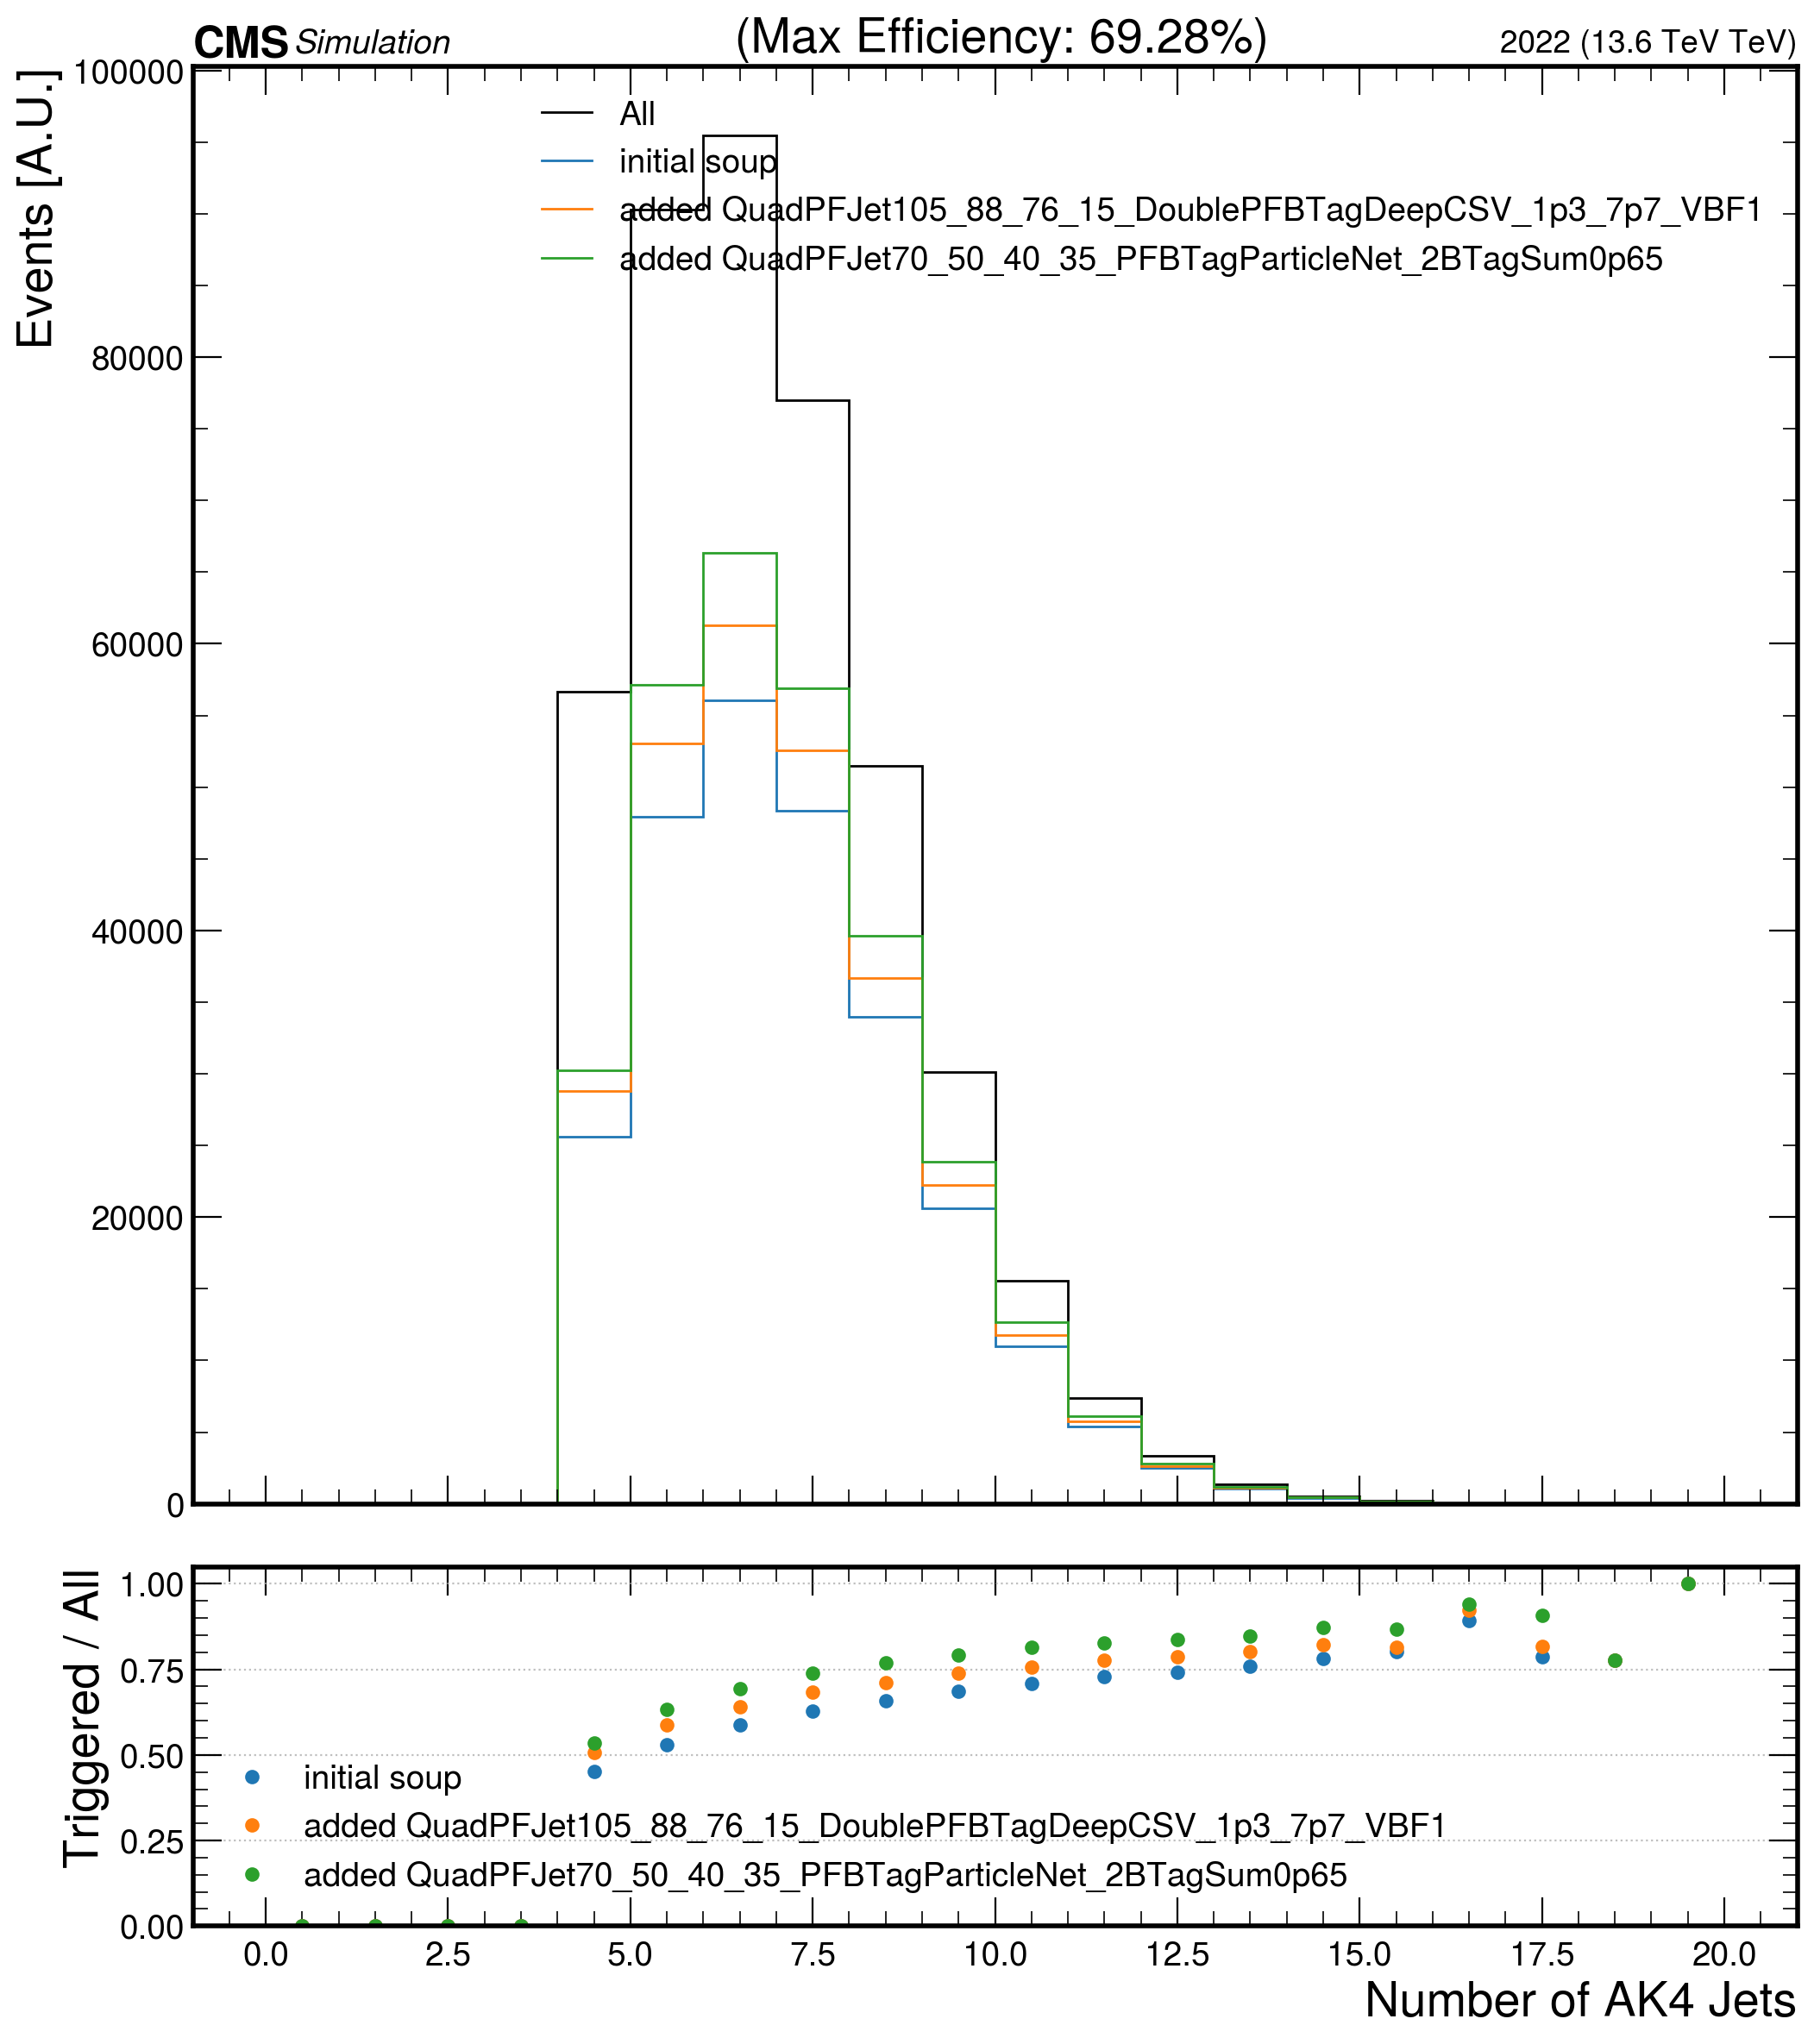 CMS Simulation (Max Efficiency: 69.28%) 2022 (13.6 TeV TeV)
Events [A.U.]
100000
80000
60000
40000
20000
0
All
initial soup
added QuadPFJet105_88_76_15_DoublePFBTagDeepCSV_1p3_7p7_VBF1
added QuadPFJet70_50_40_35_PFBTagParticleNet_2BTagSum0p65
Triggered / All
1.00
0.75
0.50
0.25
0.00
initial soup
added QuadPFJet105_88_76_15_DoublePFBTagDeepCSV_1p3_7p7_VBF1
added QuadPFJet70_50_40_35_PFBTagParticleNet_2BTagSum0p65
0.0 2.5 5.0 7.5 10.0 12.5 15.0 17.5 20.0
Number of AK4 Jets